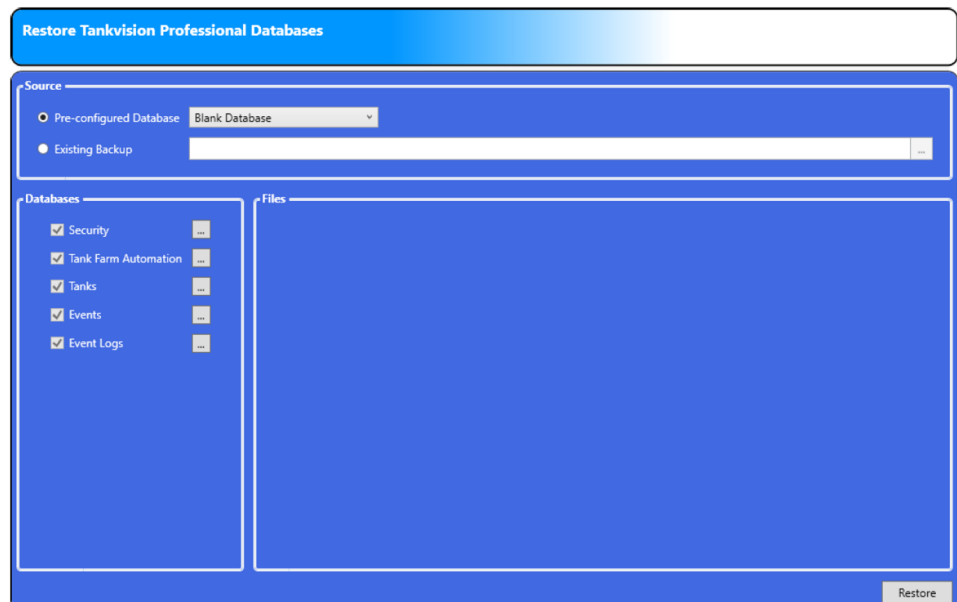 Restore Tankvision Professional Databases
Source
Pre-configured Database Blank Database
Existing Backup ...
Databases
Files
Security ...
Tank Farm Automation ...
Tanks ...
Events ...
Event Logs ...
Restore